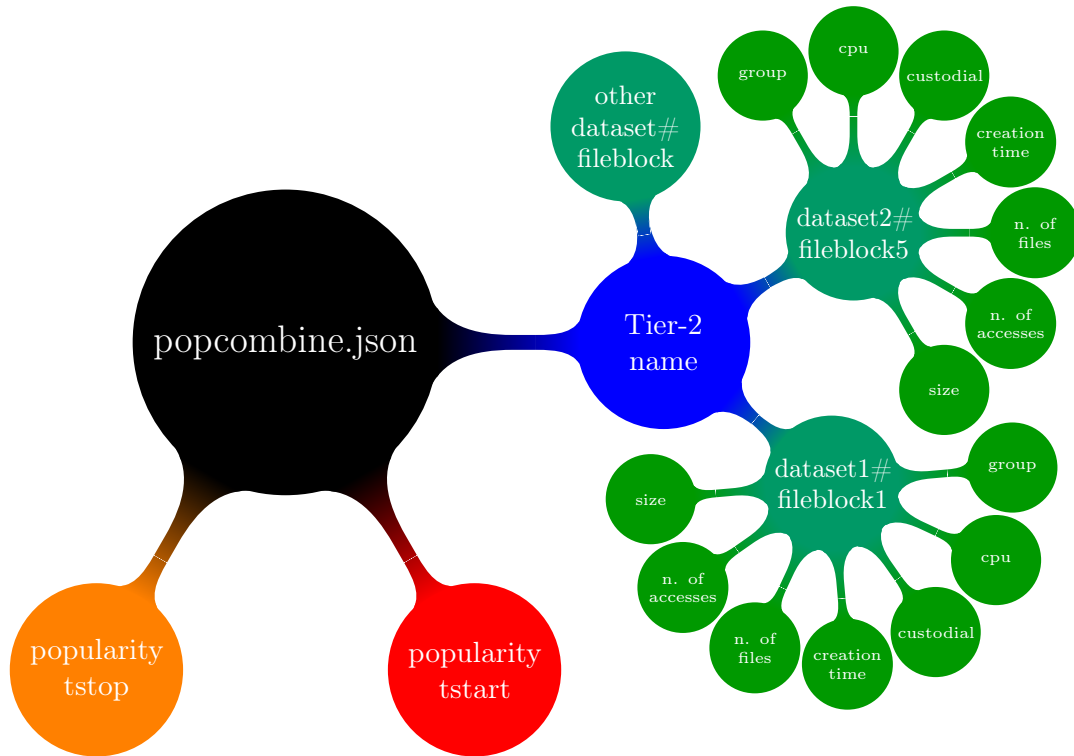 popcombine.json
popularity
tstop
popularity
tstart
Tier-2
name
other
dataset#
fileblock
dataset2#
fileblock5
group
cpu
custodial
creation
time
n. of
files
n. of
accesses
size
dataset1#
fileblock1
group
cpu
custodial
creation
time
n. of
files
n. of
accesses
size